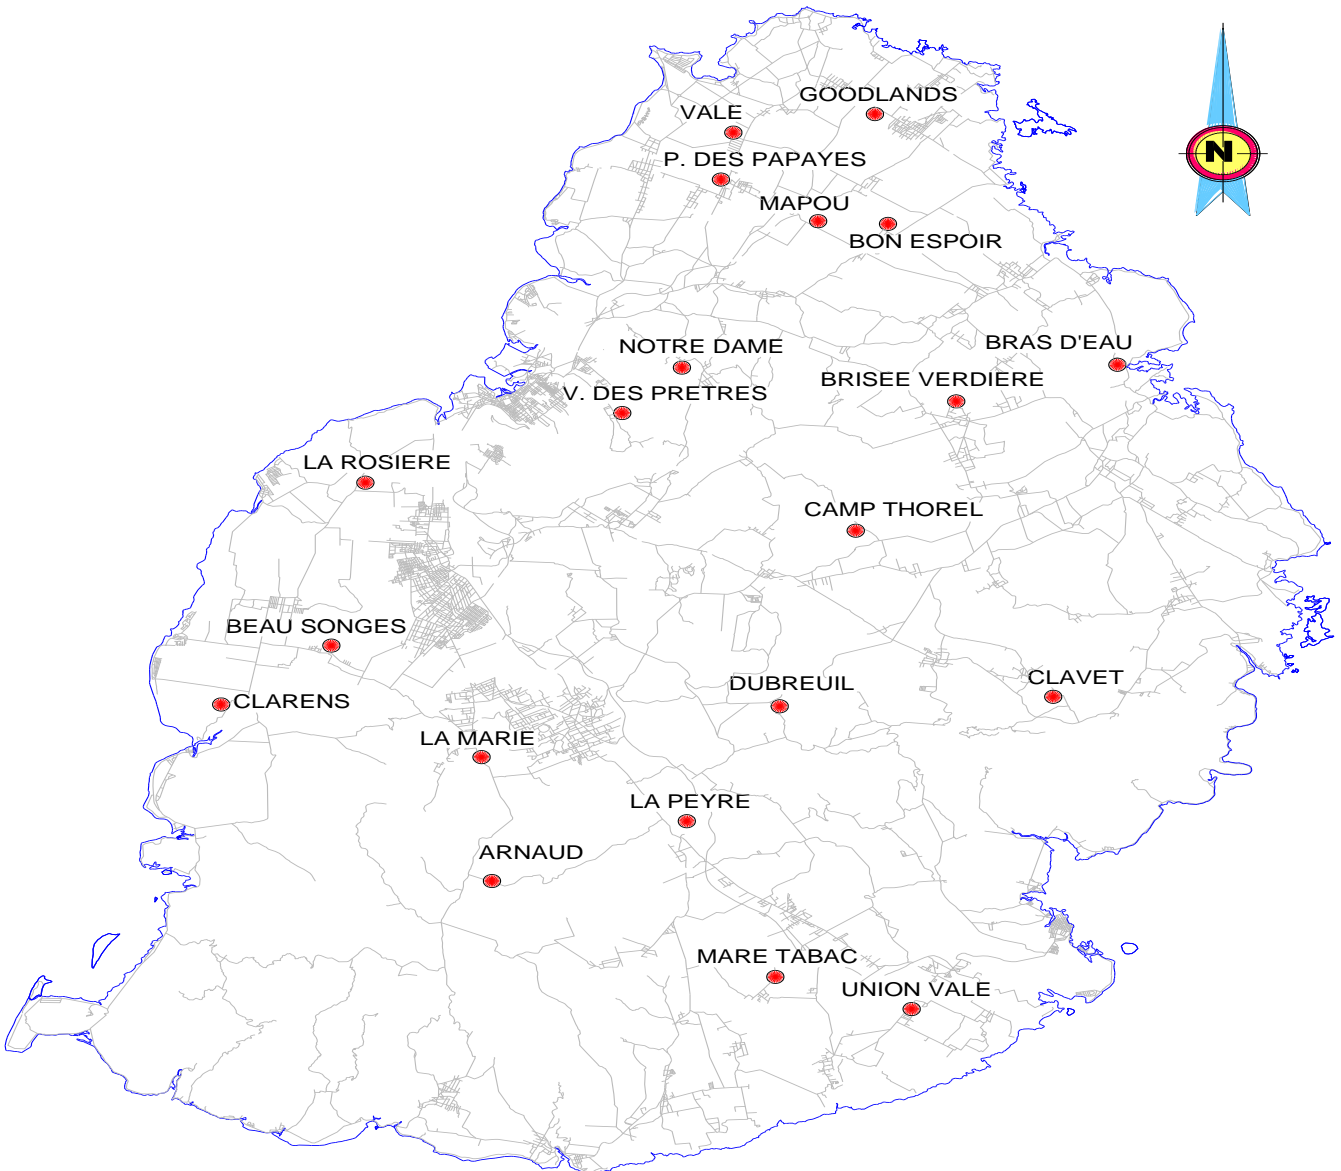 GOODLANDS
VALE
N
P. DES PAPAYES
MAPOU
BON ESPOIR
BRAS D'EAU
NOTRE DAME
BRISEE VERDIERE
V. DES PRETRES
LA ROSIERE
CAMP THOREL
BEAU SONGES
CLAVET
DUBREUIL
CLARENS
LA MARIE
LA PEYRE
ARNAUD
MARE TABAC
UNION VALE